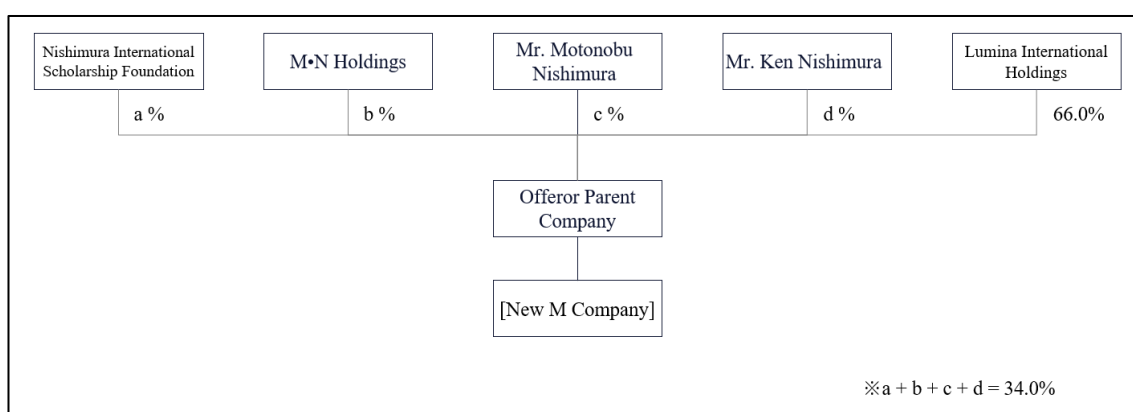 Nishimura International
Scholarship Foundation
M•N Holdings
Mr. Motonobu
Nishimura
Mr. Ken Nishimura
Lumina International
Holdings
a %
b %
c %
d %
66.0%
Offeror Parent
Company
[New M Company]
※a + b + c + d = 34.0%